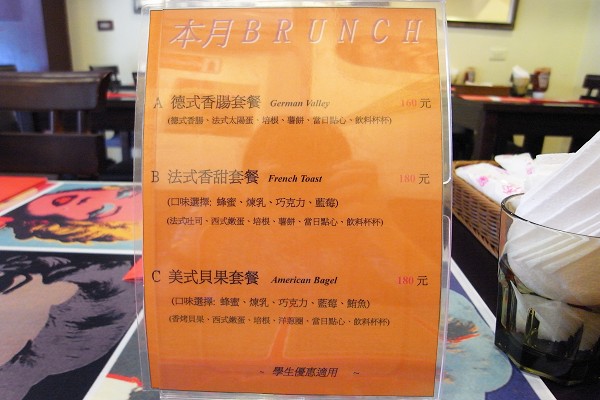 本月BRUNCH
A 德式香腸套餐 German Valley 160元
(德式香腸、法式太陽蛋、培根、薯餅、當日點心、飲料杯杯)
B 法式香甜套餐 French Toast 180元
(口味選擇: 蜂蜜、煉乳、巧克力、藍莓)
(法式吐司、西式嫩蛋、培根、薯餅、當日點心、飲料杯杯)
C 美式貝果套餐 American Bagel 180元
(口味選擇: 蜂蜜、煉乳、巧克力、藍莓、鮪魚)
(香烤貝果、西式嫩蛋、培根、洋蔥圈、當日點心、飲料杯杯)
~ 學生優惠適用 ~